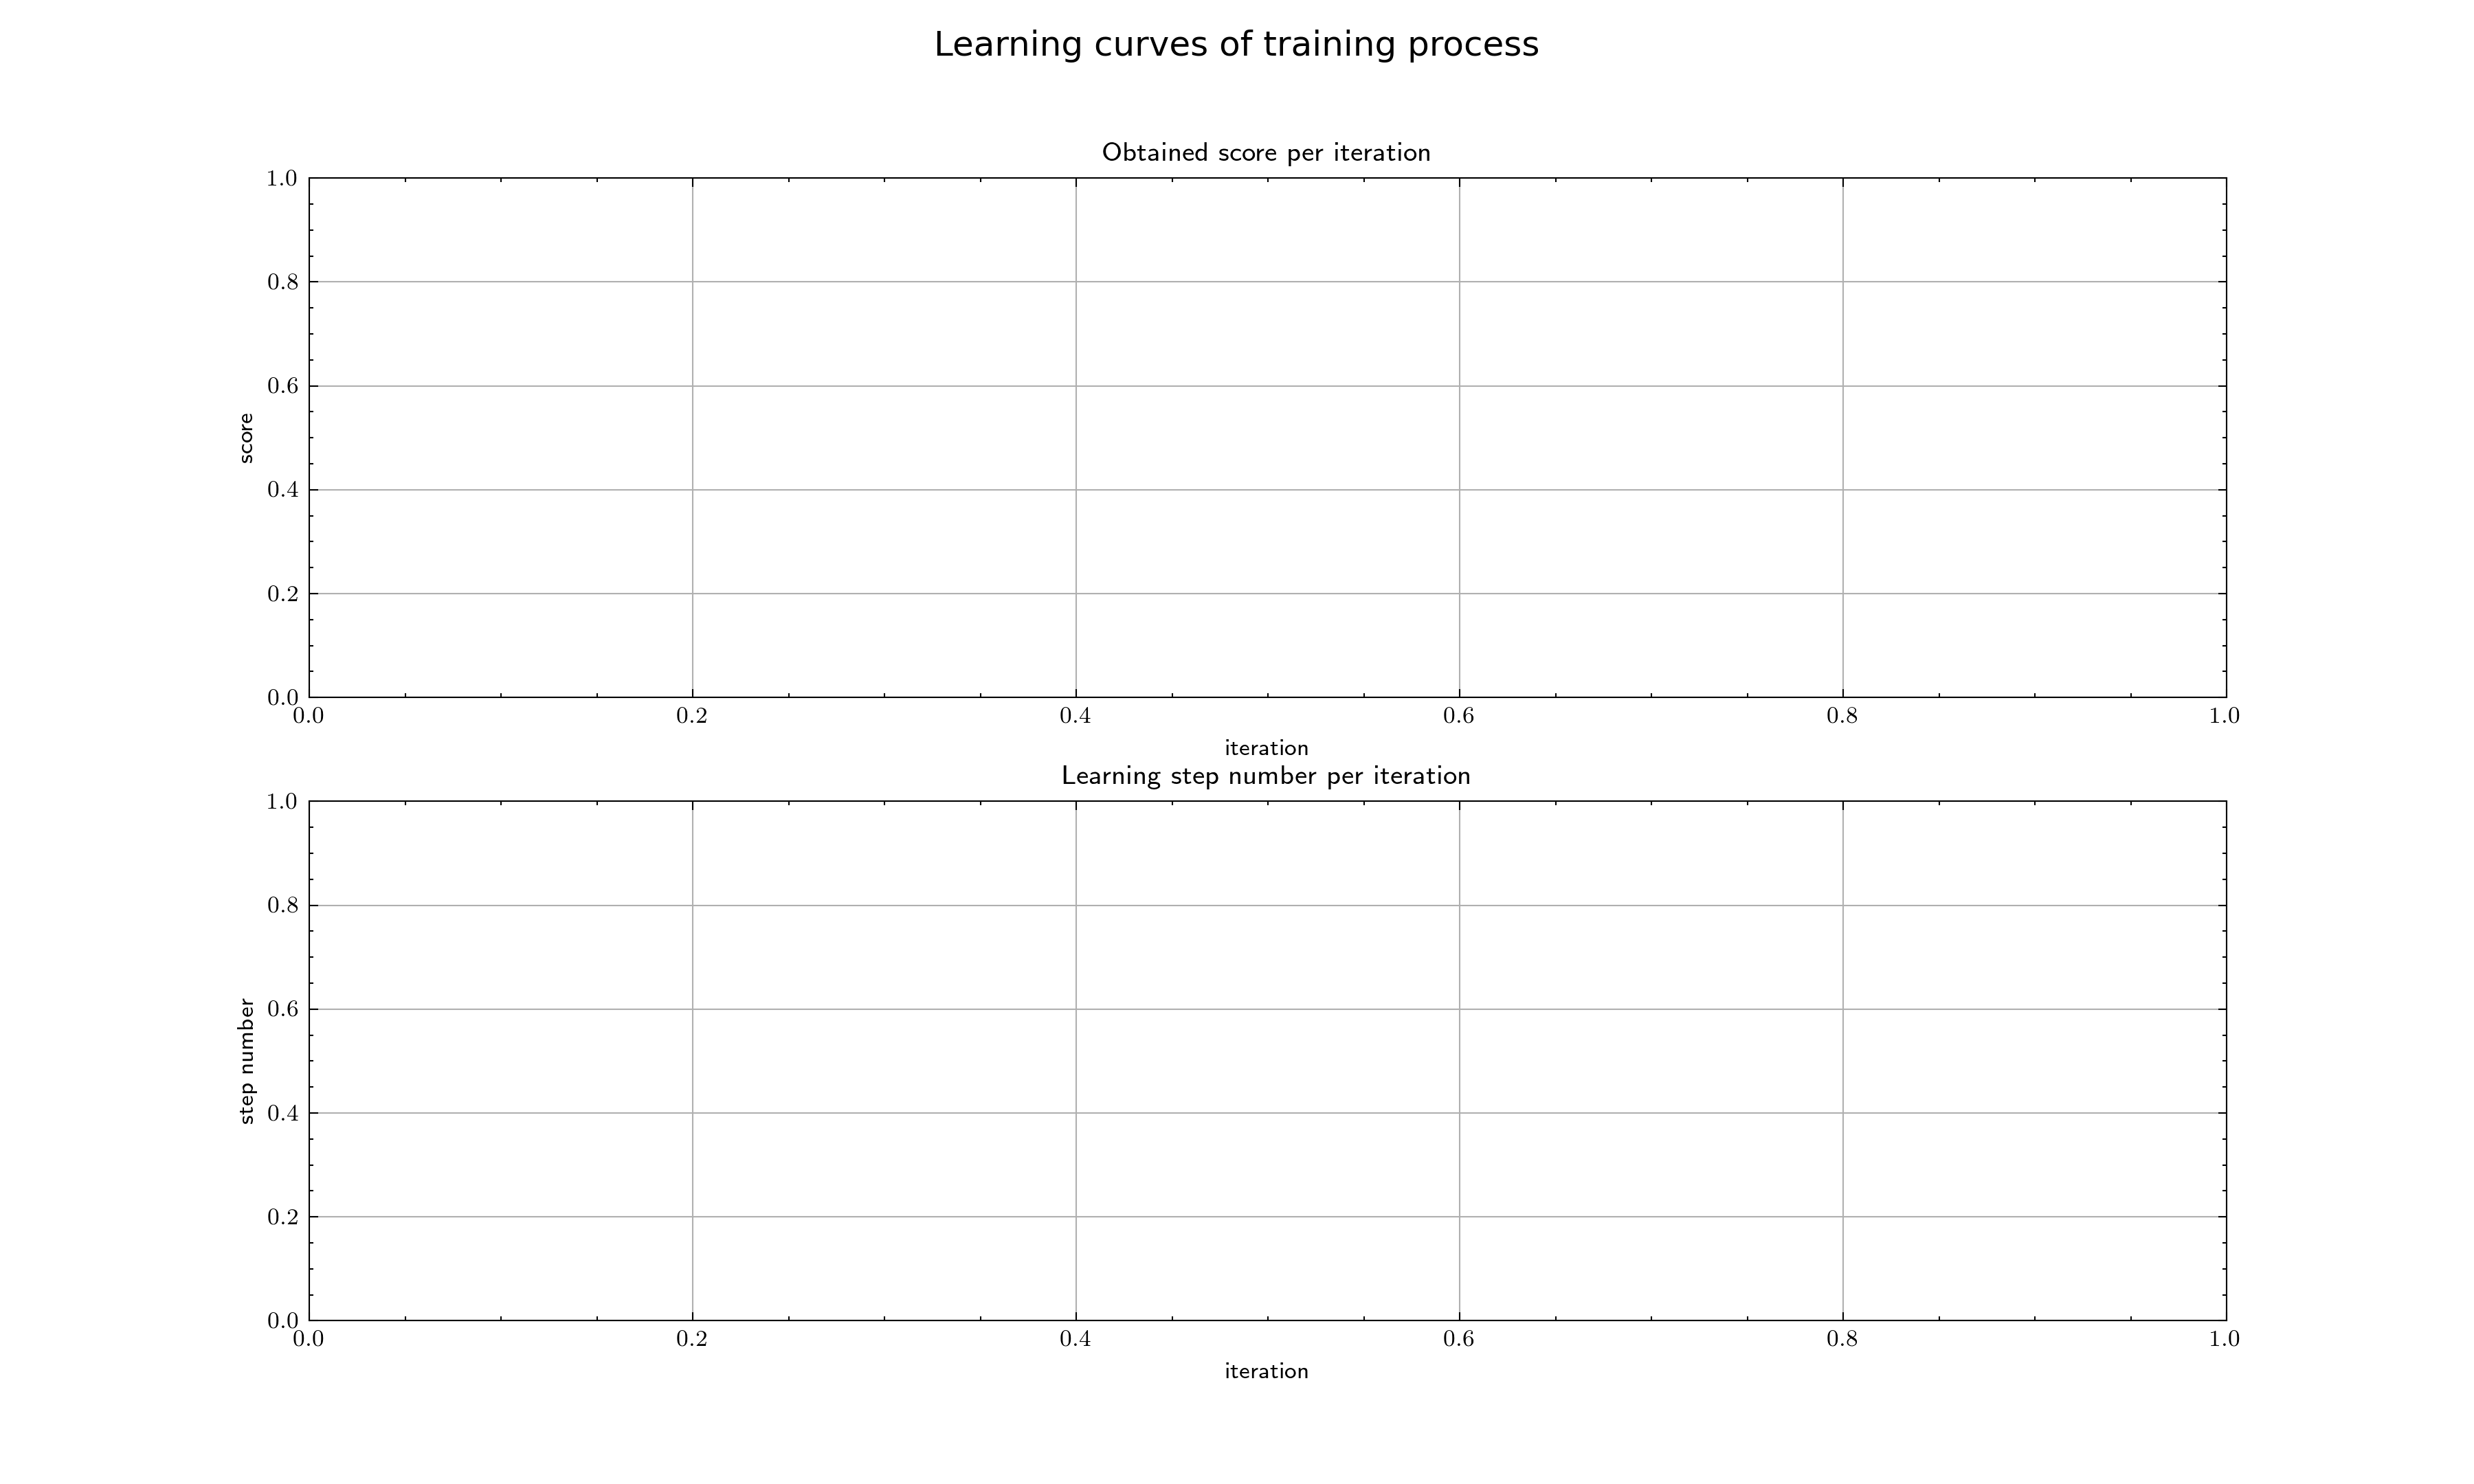 Learning curves of training process
Obtained score per iteration
1.0
0.8
0.6
0.4
0.2
0.0
score
0.0 0.2 0.4 0.6 0.8 1.0
iteration
Learning step number per iteration
1.0
0.8
0.6
0.4
0.2
0.0
step number
0.0 0.2 0.4 0.6 0.8 1.0
iteration